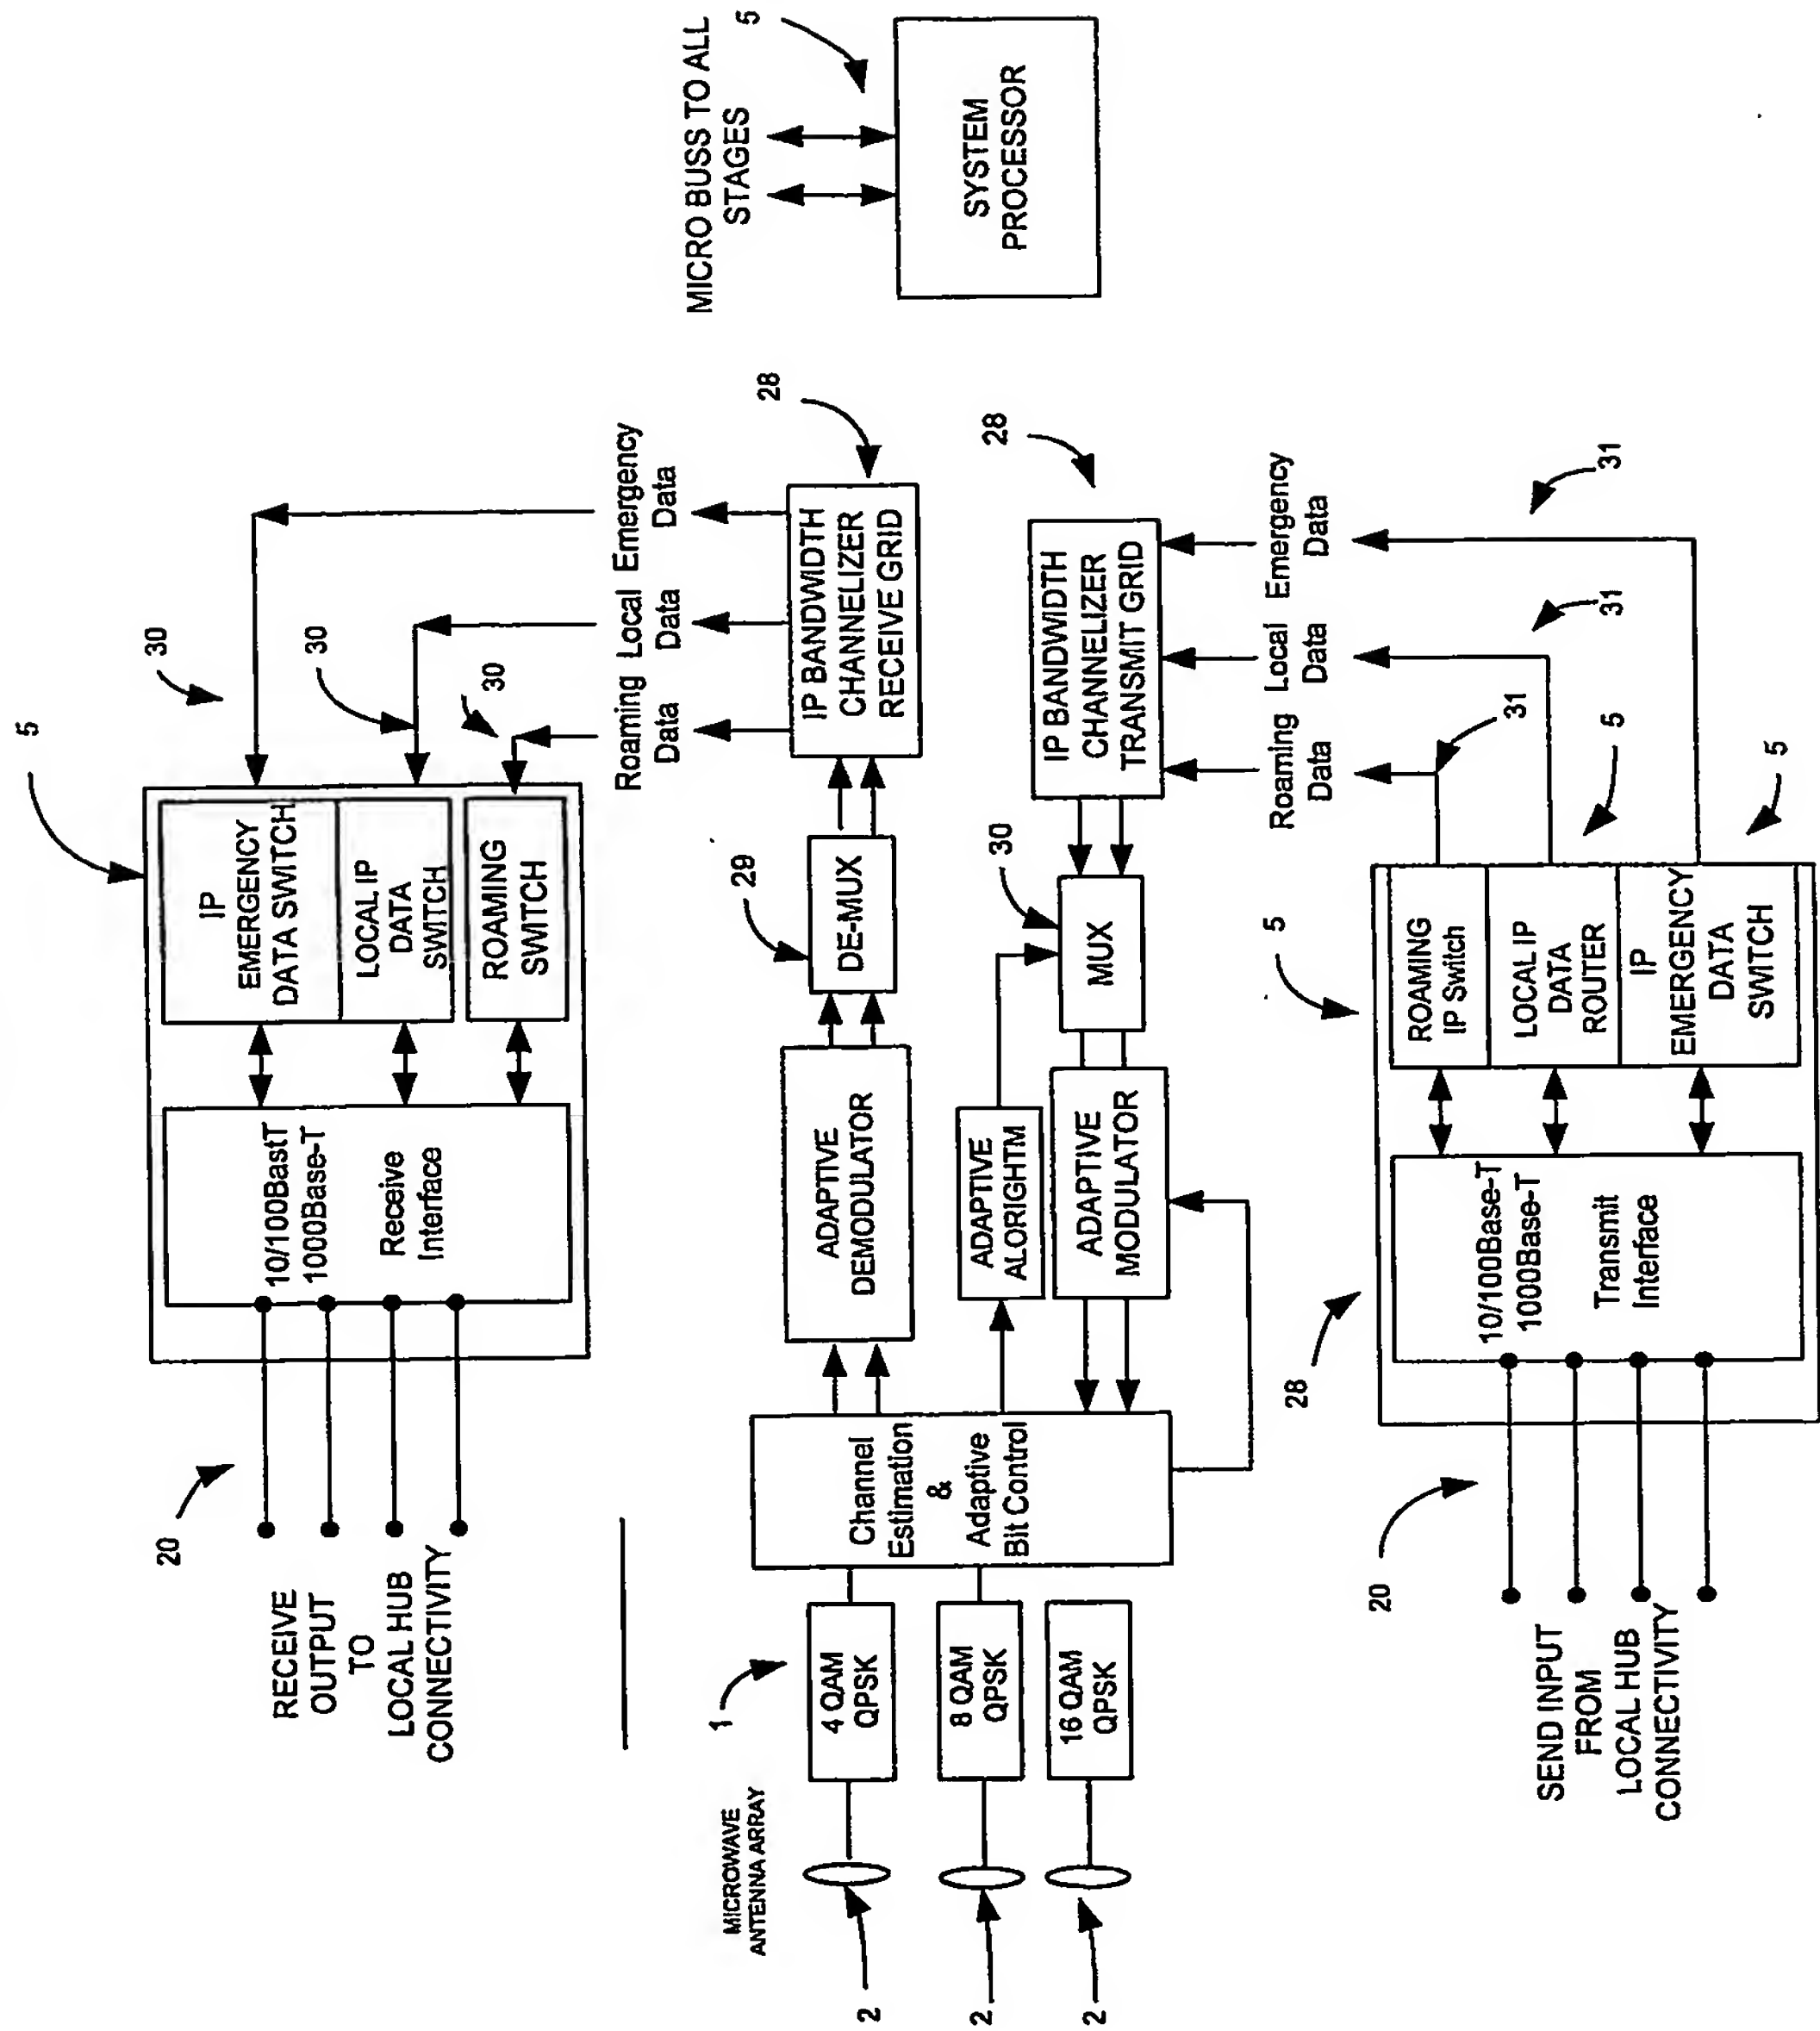 5
30
30
30
IP
EMERGENCY
DATA SWITCH
LOCAL IP
DATA
SWITCH
ROAMING
SWITCH
10/100BastT
1000Base-T
Receive
Interface
20
RECEIVE
OUTPUT
TO
LOCAL HUB
CONNECTIVITY
MICRO BUSS TO ALL
STAGES
5
SYSTEM
PROCESSOR
Roaming
Data
Local
Data
Emergency
Data
28
IP BANDWIDTH
CHANNELIZER
RECEIVE GRID
29
DE-MUX
ADAPTIVE
DEMODULATOR
Channel
Estimation
&
Adaptive
Bit Control
1
4 QAM
QPSK
8 QAM
QPSK
16 QAM
QPSK
MICROWAVE
ANTENNA ARRAY
2
2
2
28
IP BANDWIDTH
CHANNELIZER
TRANSMIT GRID
30
MUX
ADAPTIVE
ALORIGHTM
ADAPTIVE
MODULATOR
Roaming
Data
Local
Data
Emergency
Data
31
31
31
5
5
5
ROAMING
IP Switch
LOCAL IP
DATA
ROUTER
IP
EMERGENCY
DATA
SWITCH
28
10/100Base-T
1000Base-T
Transmit
Interface
20
SEND INPUT
FROM
LOCAL HUB
CONNECTIVITY